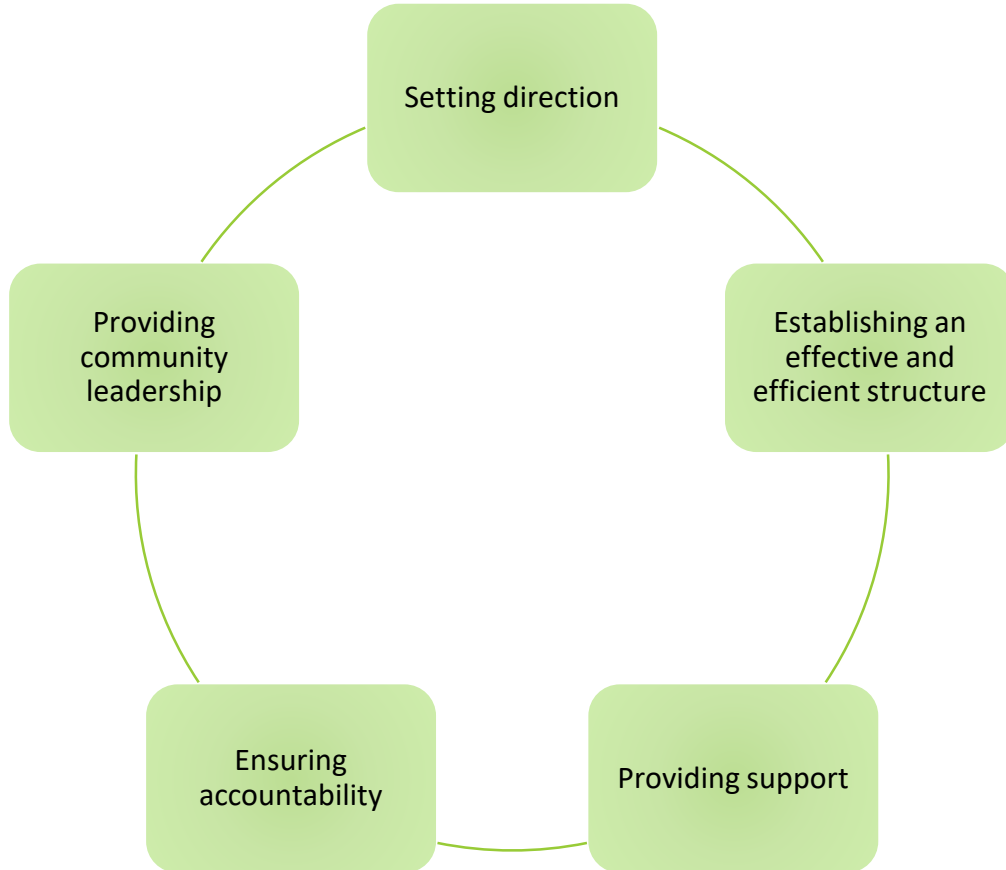 Setting direction
Establishing an
effective and
efficient structure
Providing support
Ensuring
accountability
Providing
community
leadership